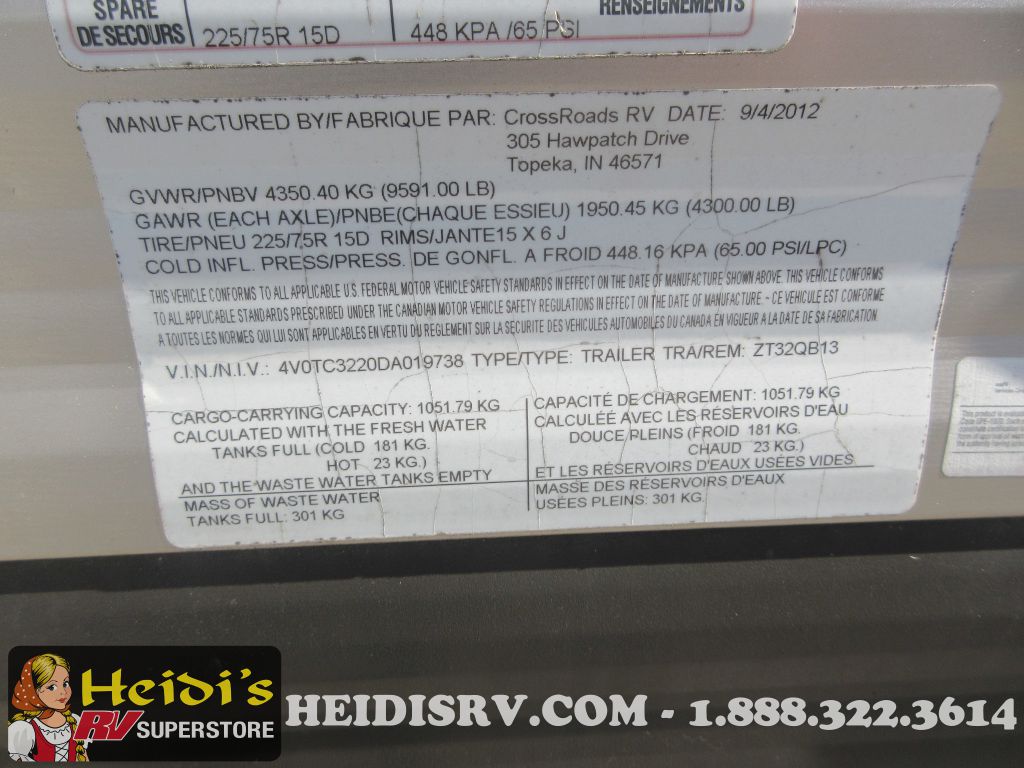 SPARE
DE SECOURS
225/75R 15D
448 KPA /65 PSI
RENSEIGNEMENTS
MANUFACTURED BY/FABRIQUE PAR: CrossRoads RV DATE: 9/4/2012
305 Hawpatch Drive
Topeka, IN 46571
GVWR/PNBV 4350.40 KG (9591.00 LB)
GAWR (EACH AXLE)/PNBE(CHAQUE ESSIEU) 1950.45 KG (4300.00 LB)
TIRE/PNEU 225/75R 15D RIMS/JANTE15 X 6 J
COLD INFL. PRESS/PRESS. DE GONFL. A FROID 448.16 KPA (65.00 PSI/LPC)
THIS VEHICLE CONFORMS TO ALL APPLICABLE U.S. FEDERAL MOTOR VEHICLE SAFETY STANDARDS IN EFFECT ON THE DATE OF MANUFACTURE SHOWN ABOVE. THIS VEHICLE CONFORMS
TO ALL APPLICABLE STANDARDS PRESCRIBED UNDER THE CANADIAN MOTOR VEHICLE SAFETY REGULATIONS IN EFFECT ON THE DATE OF MANUFACTURE. - CE VEHICULE EST CONFORME
A TOUTES LES NORMES QUI LUI SONT APPLICABLES EN VERTU DU REGLEMENT SUR LA SECURITE DES VEHICULES AUTOMOBILES DU CANADA EN VIGUEUR A LA DATE DE SA FABRICATION.
V.I.N./N.I.V.: 4V0TC3220DA019738 TYPE/TYPE: TRAILER TRA/REM: ZT32QB13
CARGO-CARRYING CAPACITY: 1051.79 KG
CALCULATED WITH THE FRESH WATER
TANKS FULL (COLD 181 KG.
HOT 23 KG.)
AND THE WASTE WATER TANKS EMPTY
MASS OF WASTE WATER
TANKS FULL: 301 KG
CAPACITÉ DE CHARGEMENT: 1051.79 KG
CALCULÉE AVEC LES RÉSERVOIRS D'EAU
DOUCE PLEINS (FROID 181 KG.
CHAUD 23 KG.)
ET LES RÉSERVOIRS D'EAUX USÉES VIDES
MASSE DES RÉSERVOIRS D'EAUX
USÉES PLEINS: 301 KG.
Heidi's
RV SUPERSTORE
HEIDISRV.COM - 1.888.322.3614